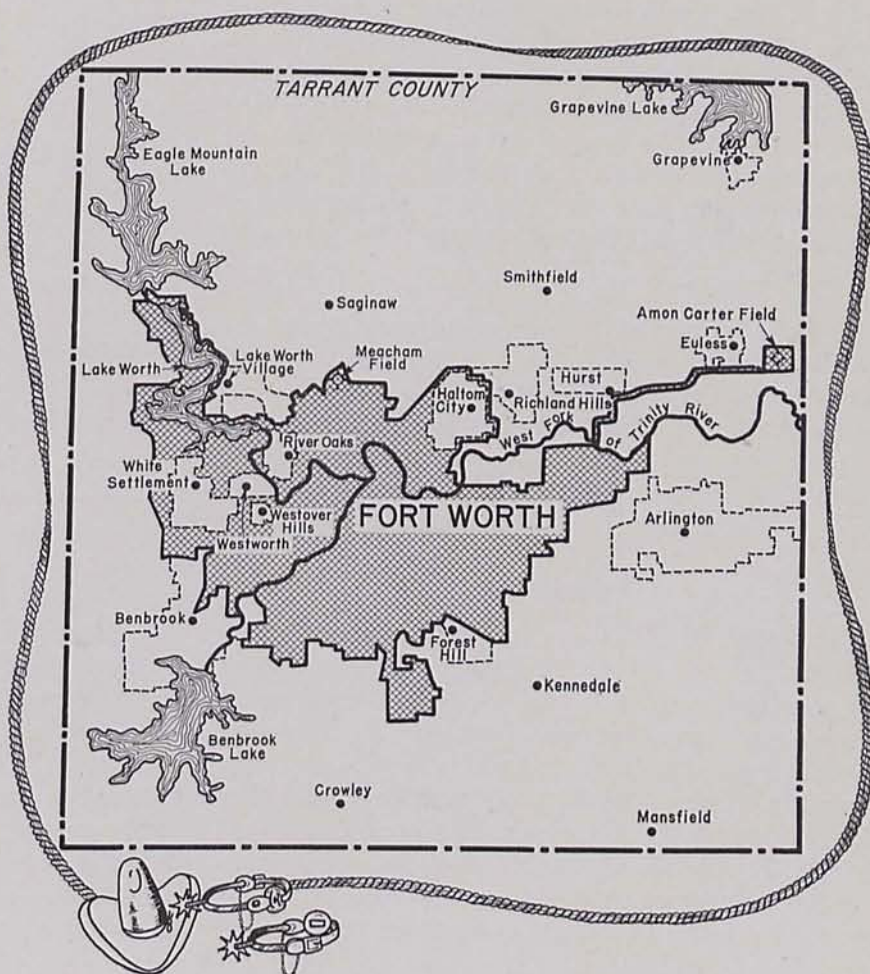 TARRANT COUNTY
Grapevine Lake
Grapevine
Eagle Mountain
Lake
Smithfield
Saginaw
Amon Carter Field
Euless
Lake Worth
Lake Worth
Village
Meacham
Field
Haltom
City
Hurst
Richland Hills
West Fork of Trinity River
River Oaks
White
Settlement
Westover
Hills
Westworth
FORT WORTH
Arlington
Benbrook
Forest
Hill
Kennedale
Benbrook
Lake
Crowley
Mansfield